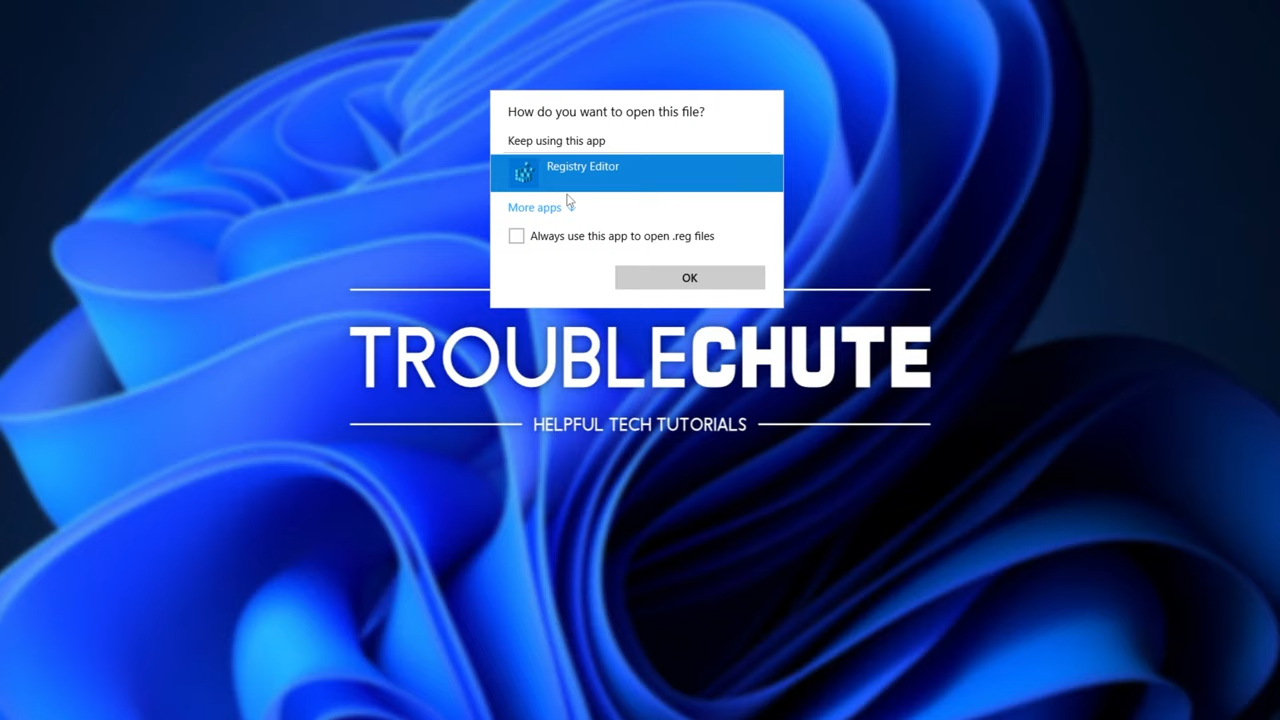 How do you want to open this file?
Keep using this app
Registry Editor
More apps
Always use this app to open .reg files
OK
TROUBLECHUTE
HELPFUL TECH TUTORIALS